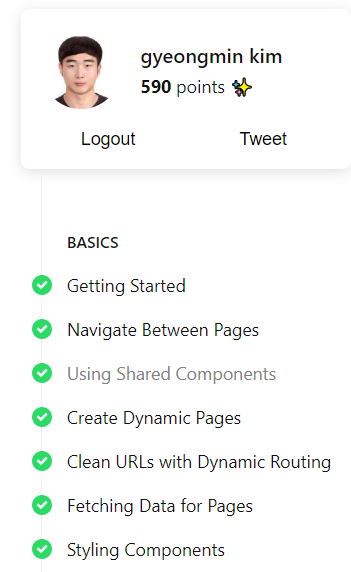 gyeongmin kim
590 points ✨
Logout Tweet
BASICS
Getting Started
Navigate Between Pages
Using Shared Components
Create Dynamic Pages
Clean URLs with Dynamic Routing
Fetching Data for Pages
Styling Components